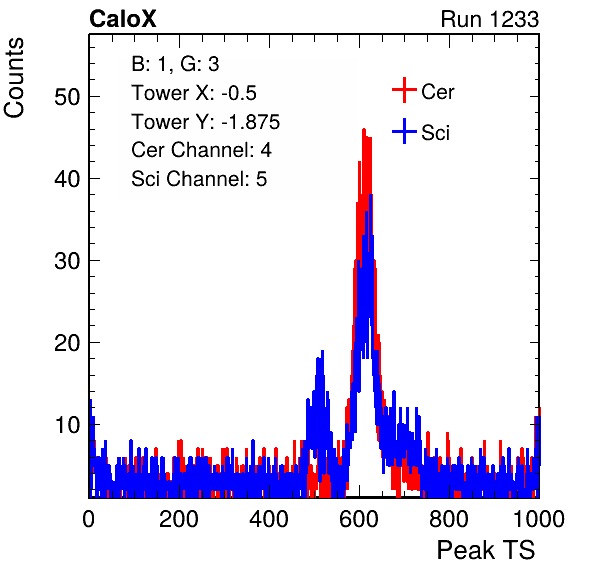 CaloX Run 1233
Counts
B: 1, G: 3
Tower X: -0.5
Tower Y: -1.875
Cer Channel: 4
Sci Channel: 5
Cer
Sci
50
40
30
20
10
0 200 400 600 800 1000
Peak TS